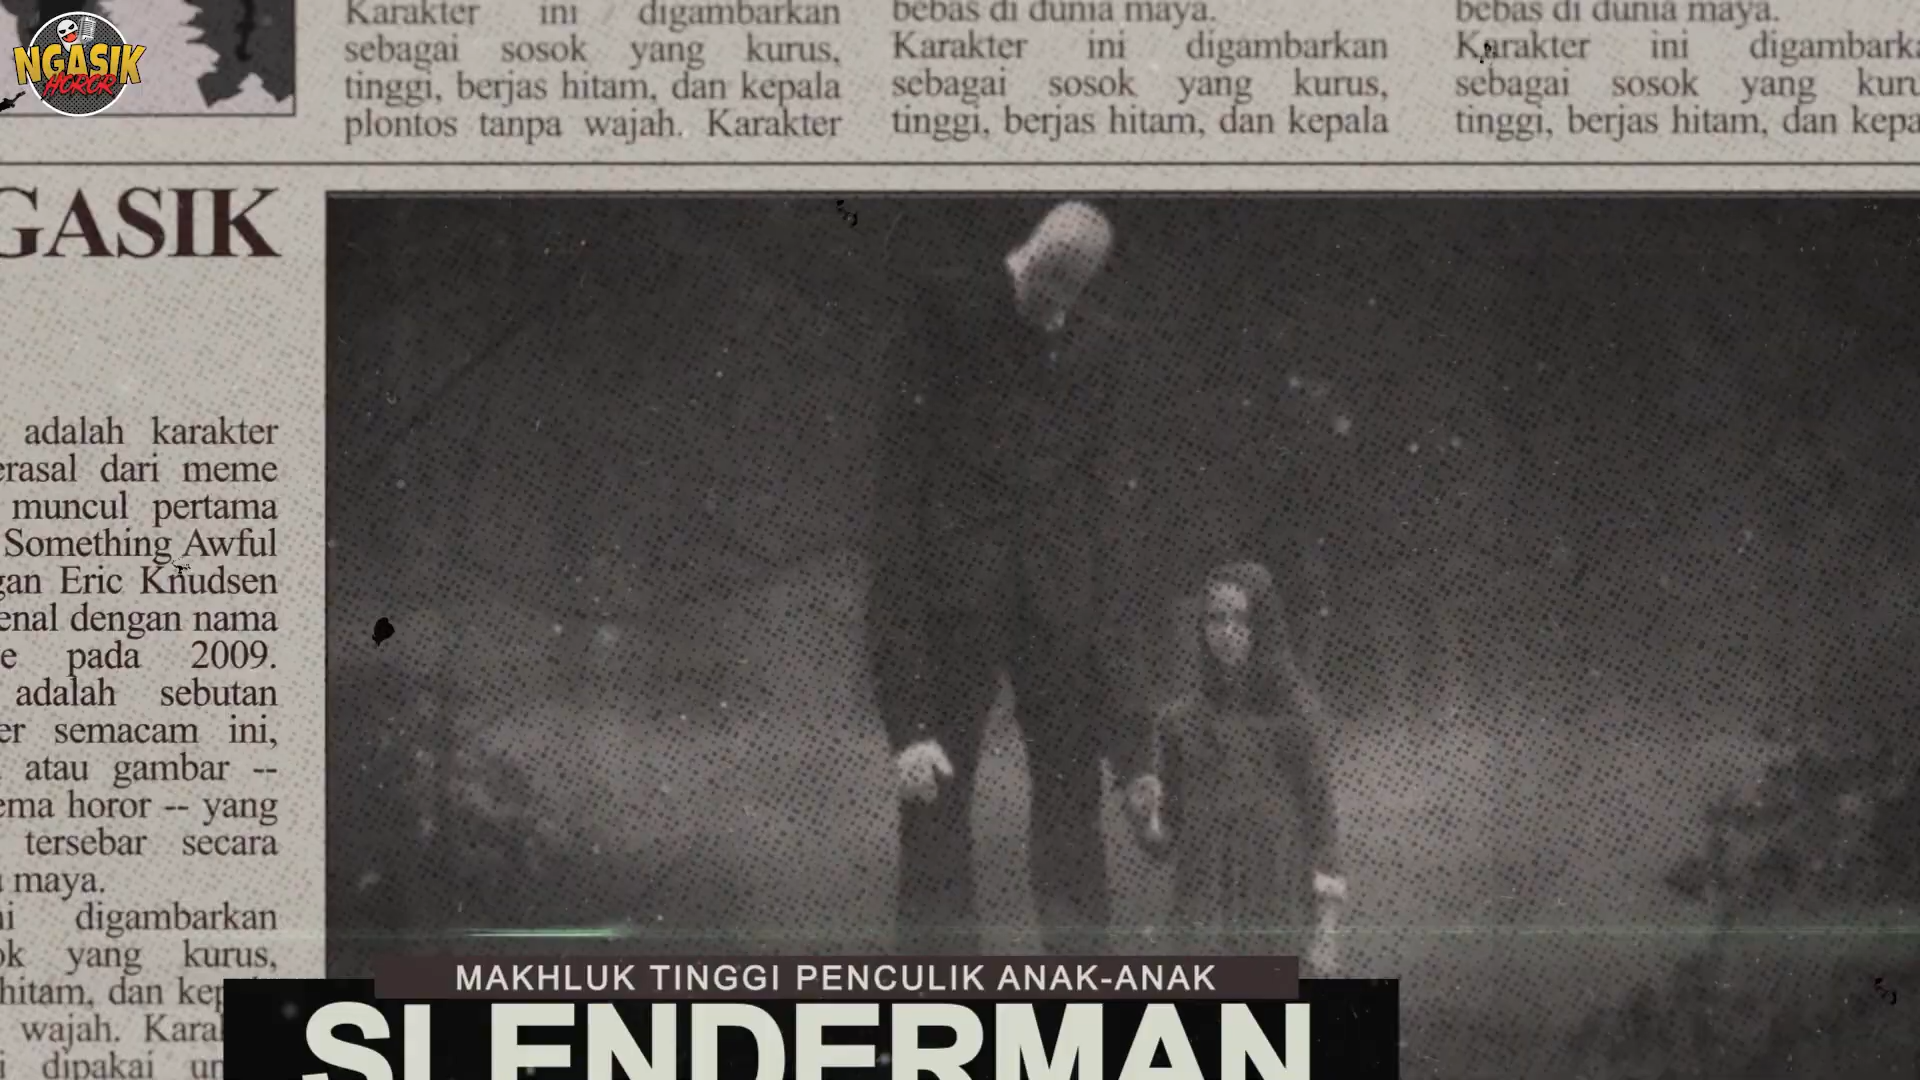 NGASIK
HOROR
Karakter ini digambarkan
sebagai sosok yang kurus,
tinggi, berjas hitam, dan kepala
plontos tanpa wajah. Karakter
bebas di dunia maya.
Karakter ini digambarkan
sebagai sosok yang kurus,
tinggi, berjas hitam, dan kepala
bebas di dunia maya.
Karakter ini
sebagai sosok yang
tinggi, berjas hitam, dan
GASIK
adalah karakter
dari meme
muncul pertama
Something Awful
Eric Knudsen
dengan nama
pada 2009.
adalah sebutan
semacam ini,
atau gambar --
horor -- yang
tersebar secara
maya.
digambarkan
yang kurus,
hitam, dan
wajah.
dipakai
MAKHLUK TINGGI PENCULIK ANAK-ANAK
SLENDERMAN